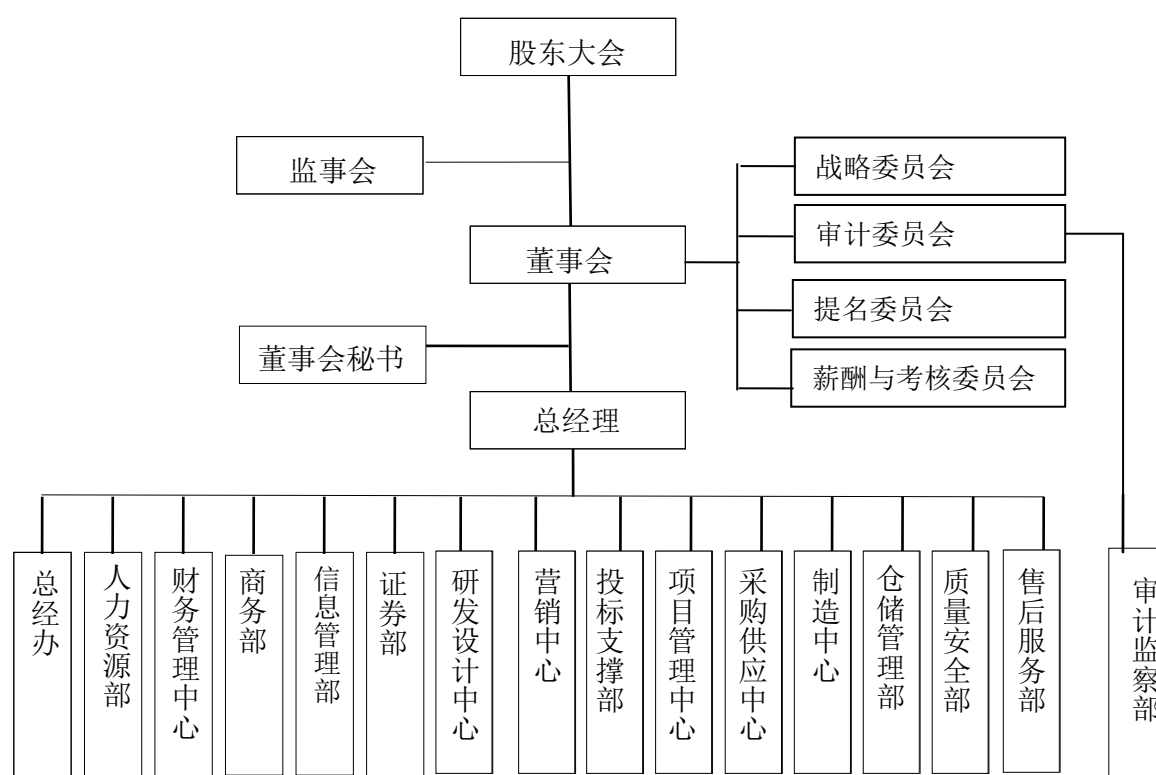 股东大会
监事会
战略委员会
审计委员会
董事会
提名委员会
董事会秘书
薪酬与考核委员会
总经理
总经办
人力资源部
财务管理中心
商务部
信息管理部
证券部
研发设计中心
营销中心
投标支撑部
项目管理中心
采购供应中心
制造中心
仓储管理部
质量安全部
售后服务部
审计监察部